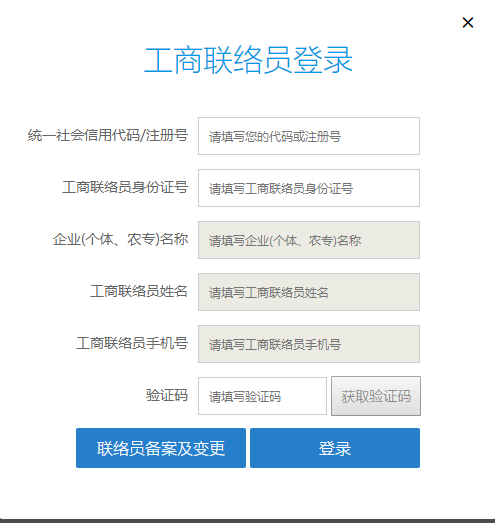 ×
工商联络员登录
统一社会信用代码/注册号 请填写您的代码或注册号
工商联络员身份证号 请填写工商联络员身份证号
企业(个体、农专)名称 请填写企业(个体、农专)名称
工商联络员姓名 请填写工商联络员姓名
工商联络员手机号 请填写工商联络员手机号
验证码 请填写验证码 获取验证码
联络员备案及变更 登录